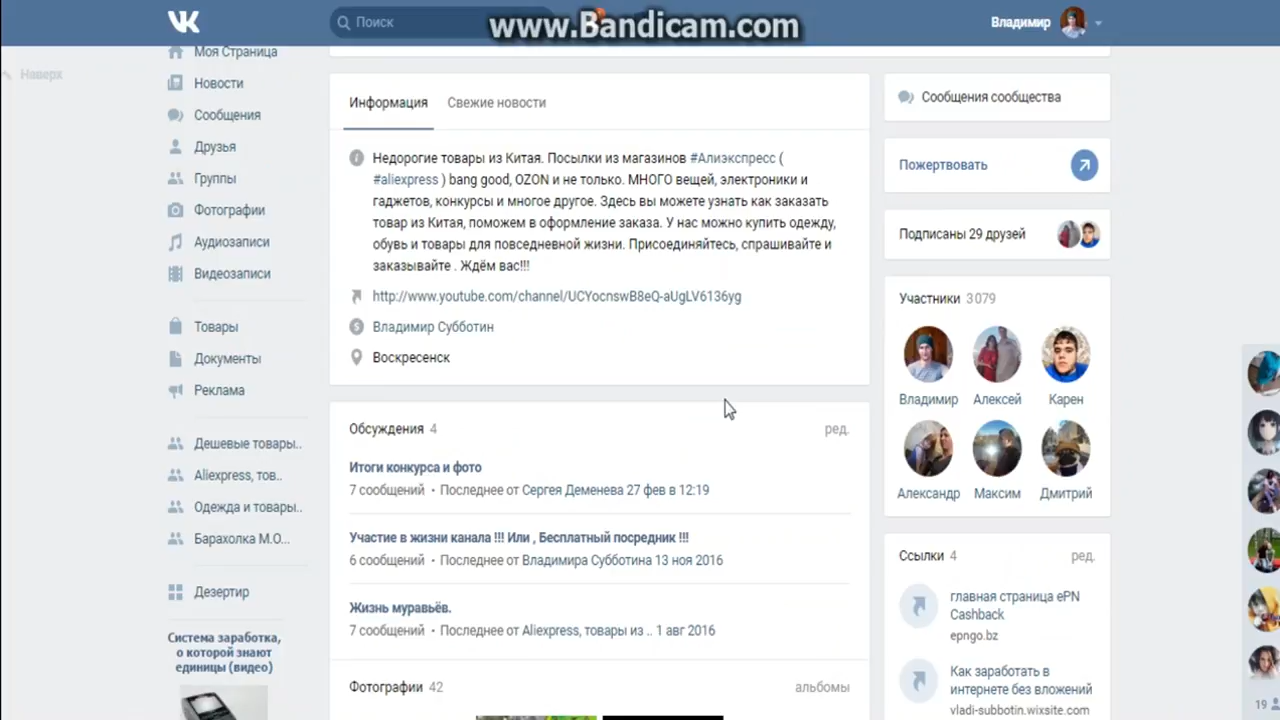 Поиск
www.Bandicam.com
Владимир
Наверх
Моя Страница
Новости
Сообщения
Друзья
Группы
Фотографии
Аудиозаписи
Видеозаписи
Товары
Документы
Реклама
Дешевые товары..
Aliexpress, тов..
Одежда и товары..
Барахолка М.О...
Дезертир
Система заработка,
о которой знают
единицы (видео)
Информация
Свежие новости
Недорогие товары из Китая. Посылки из магазинов #Алиэкспресс (
#aliexpress ) bang good, OZON и не только. МНОГО вещей, электроники и
гаджетов, конкурсы и многое другое. Здесь вы можете узнать как заказать
товар из Китая, поможем в оформление заказа. У нас можно купить одежду,
обувь и товары для повседневной жизни. Присоединяйтесь, спрашивайте и
заказывайте . Ждём вас!!!
http://www.youtube.com/channel/UCYocnswB8eQ-aUgLV6136yg
Владимир Субботин
Воскресенск
Обсуждения 4
ред.
Итоги конкурса и фото
7 сообщений · Последнее от Сергея Деменева 27 фев в 12:19
Участие в жизни канала !!! Или , Бесплатный посредник !!!
6 сообщений · Последнее от Владимира Субботина 13 ноя 2016
Жизнь муравьёв.
7 сообщений · Последнее от Aliexpress, товары из .. 1 авг 2016
Фотографии 42
альбомы
Сообщения сообщества
Пожертвовать
Подписаны 29 друзей
Участники 3 079
Владимир
Алексей
Карен
Александр
Максим
Дмитрий
Ссылки 4
ред.
главная страница ePN
Cashback
epngo.bz
Как заработать в
интернете без вложений
vladi-subbotin.wixsite.com
19